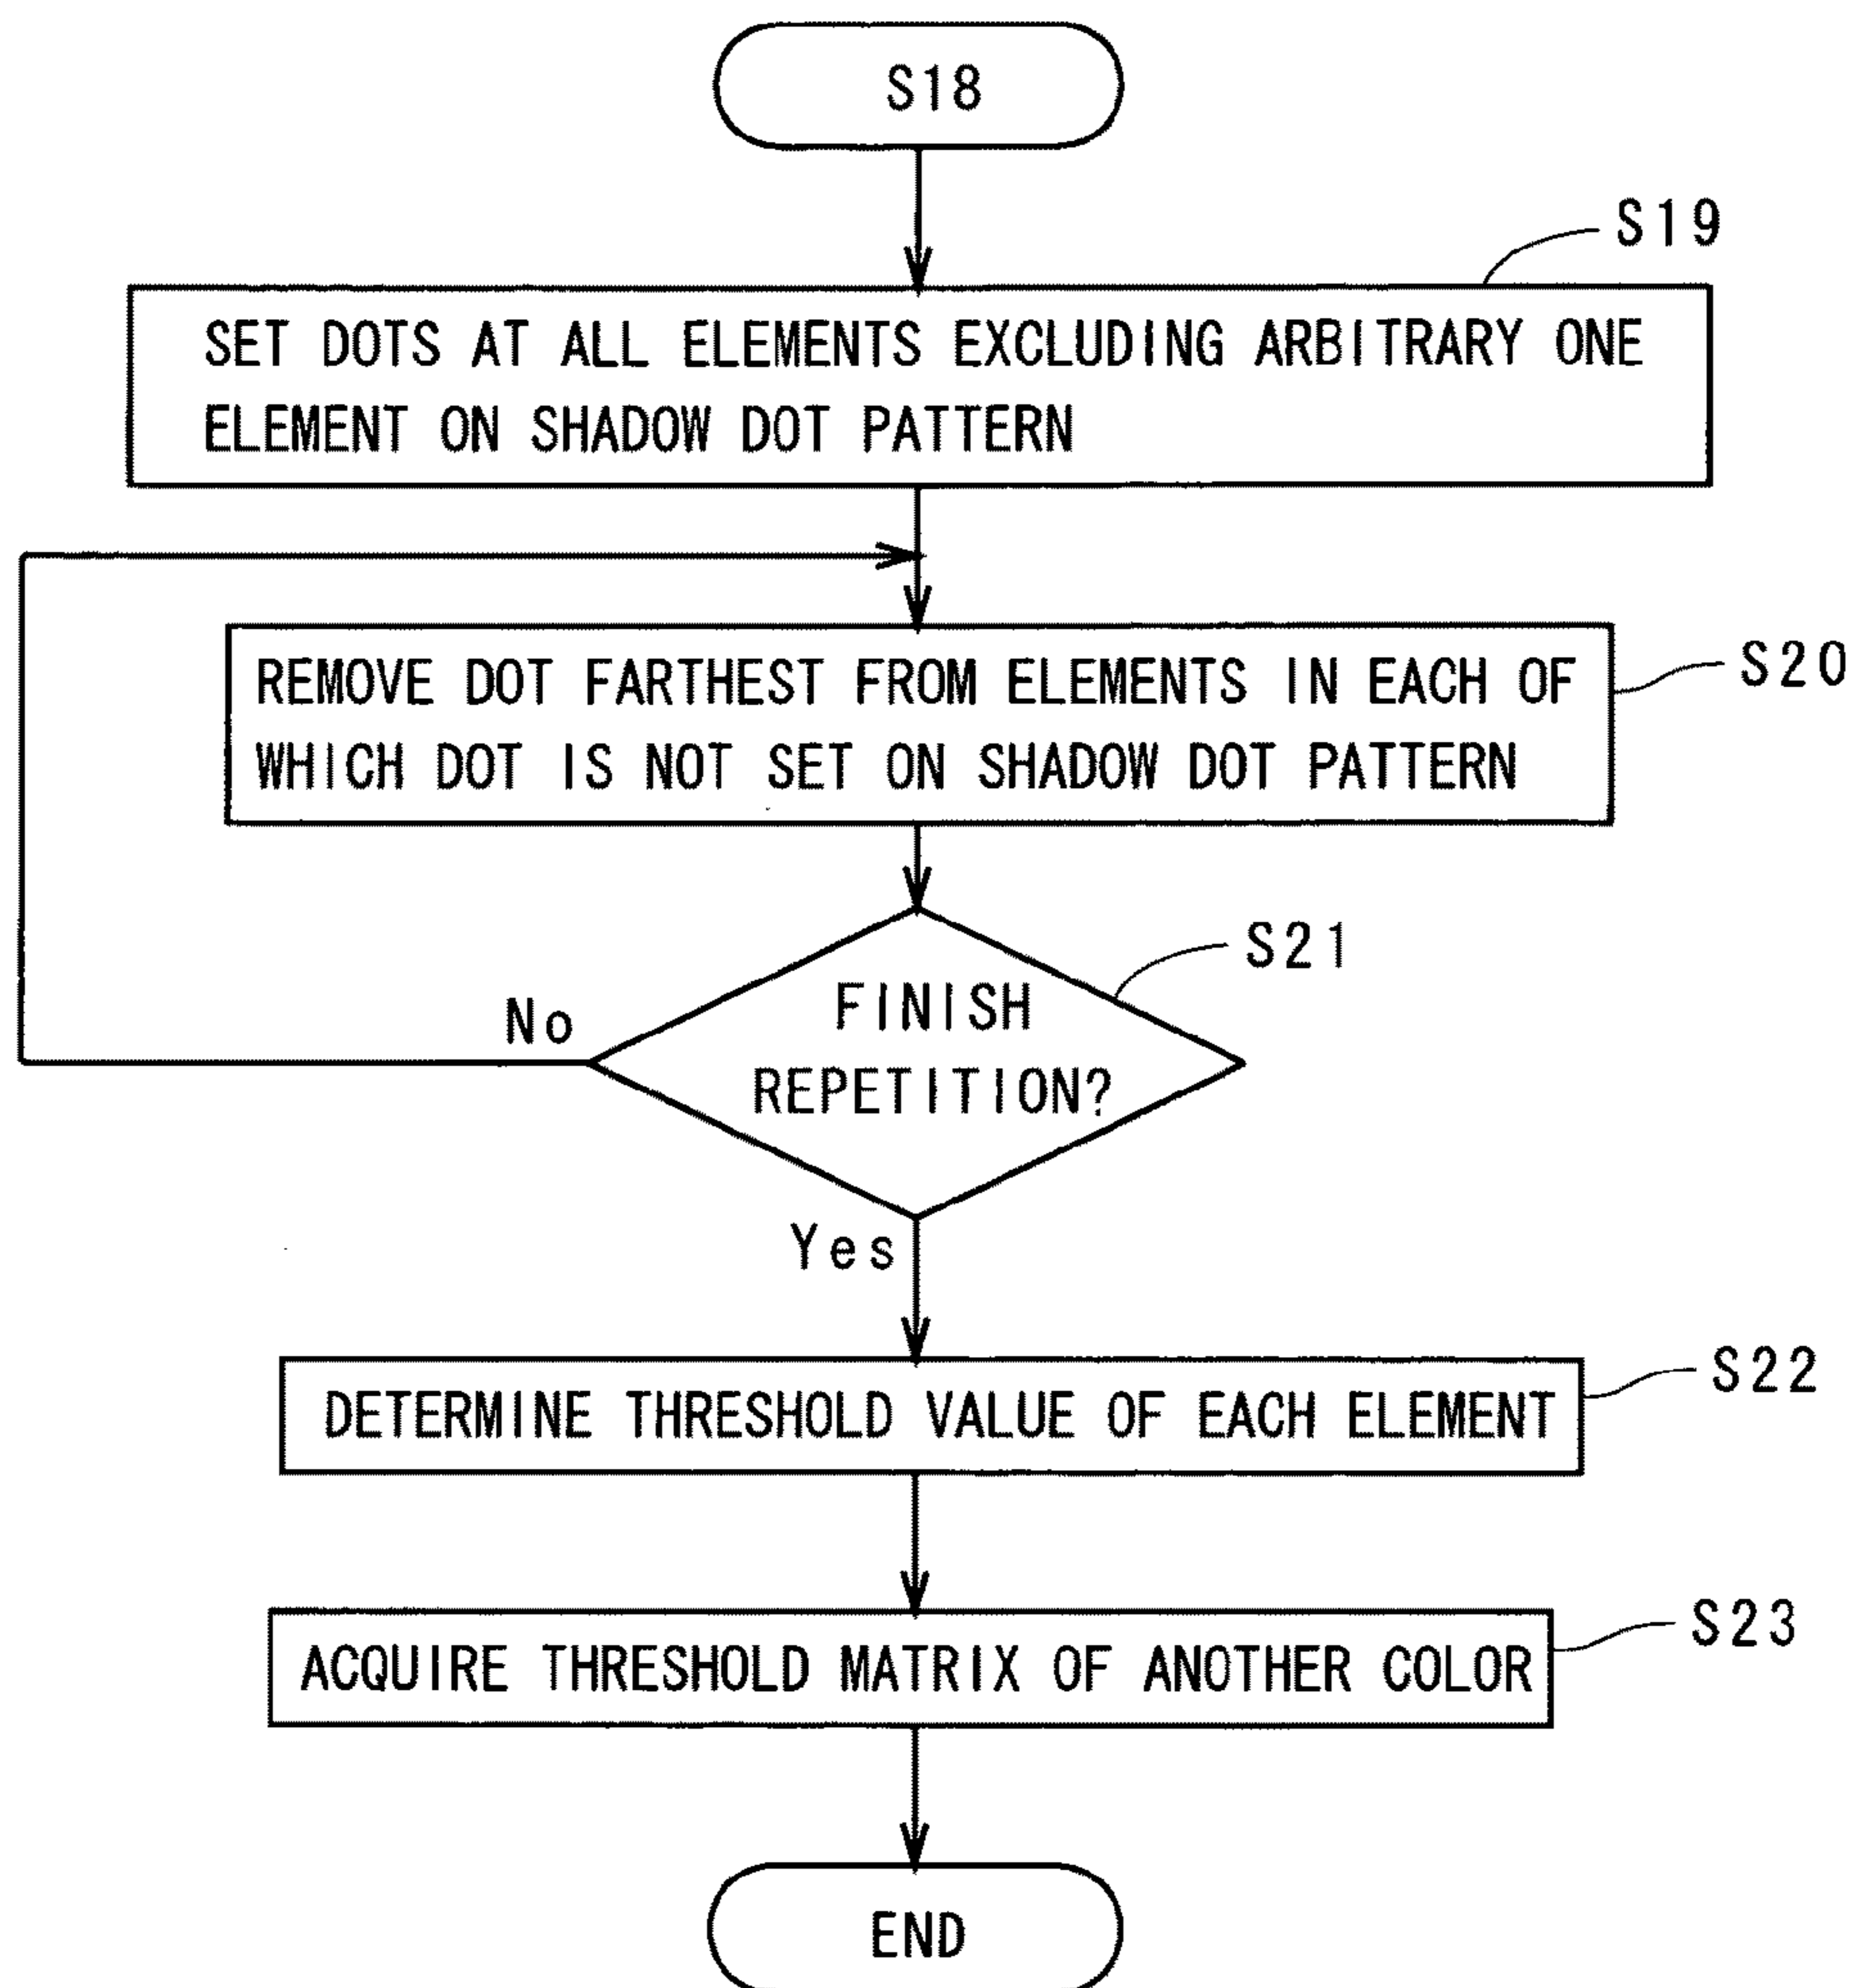 S18
S19
SET DOTS AT ALL ELEMENTS EXCLUDING ARBITRARY ONE
ELEMENT ON SHADOW DOT PATTERN
REMOVE DOT FARTHEST FROM ELEMENTS IN EACH OF
WHICH DOT IS NOT SET ON SHADOW DOT PATTERN
S20
S21
FINISH
REPETITION?
No
Yes
S22
DETERMINE THRESHOLD VALUE OF EACH ELEMENT
S23
ACQUIRE THRESHOLD MATRIX OF ANOTHER COLOR
END